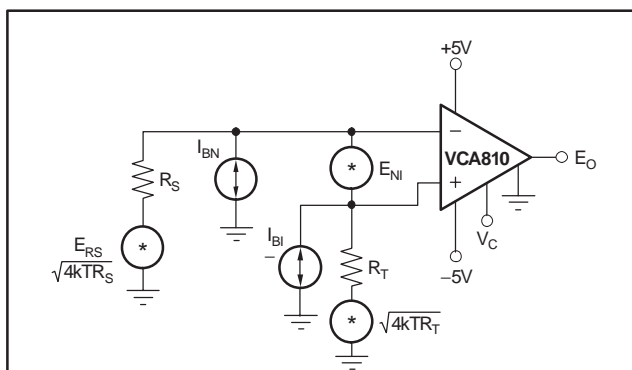 +5V
I_BN
−
VCA810
E_O
R_S
*
E_NI
+
I_BI
−
V_C
E_RS
*
√4kTR_S
R_T
−5V
*
√4kTR_T